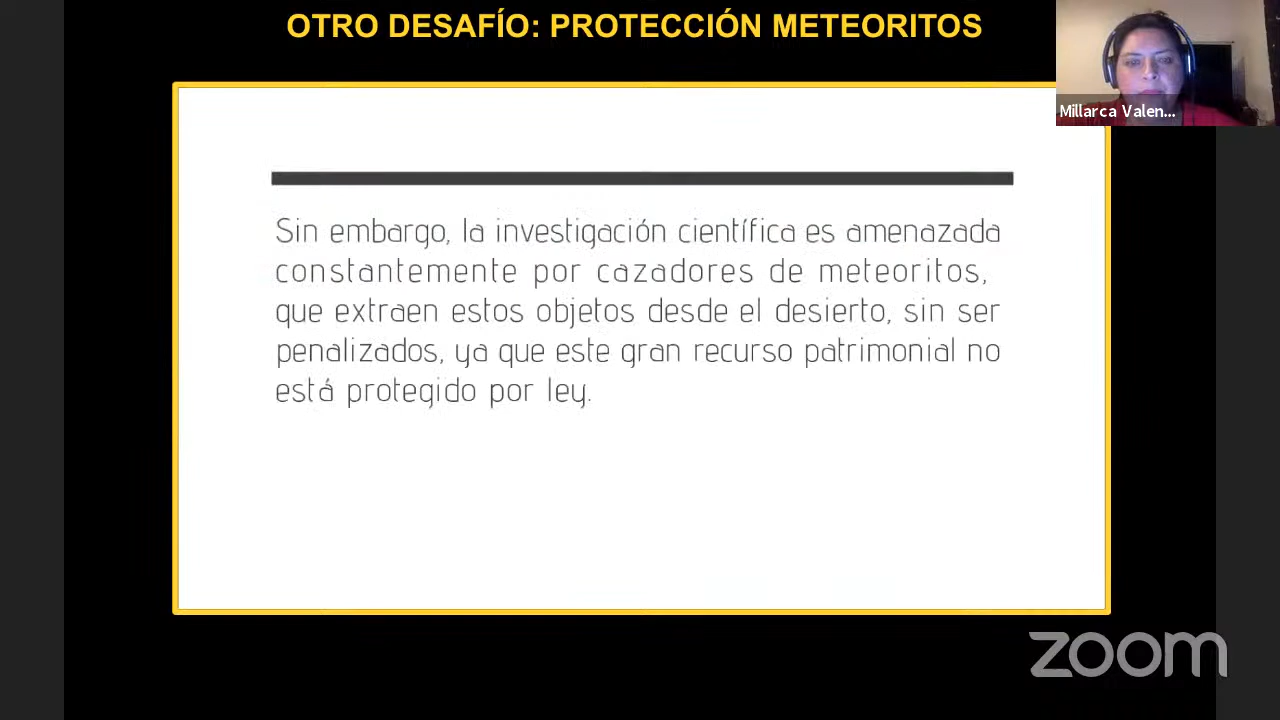 OTRO DESAFÍO: PROTECCIÓN METEORITOS
Millarca Valen...
Sin embargo, la investigación científica es amenazada
constantemente por cazadores de meteoritos,
que extraen estos objetos desde el desierto, sin ser
penalizados, ya que este gran recurso patrimonial no
está protegido por ley.
zoom